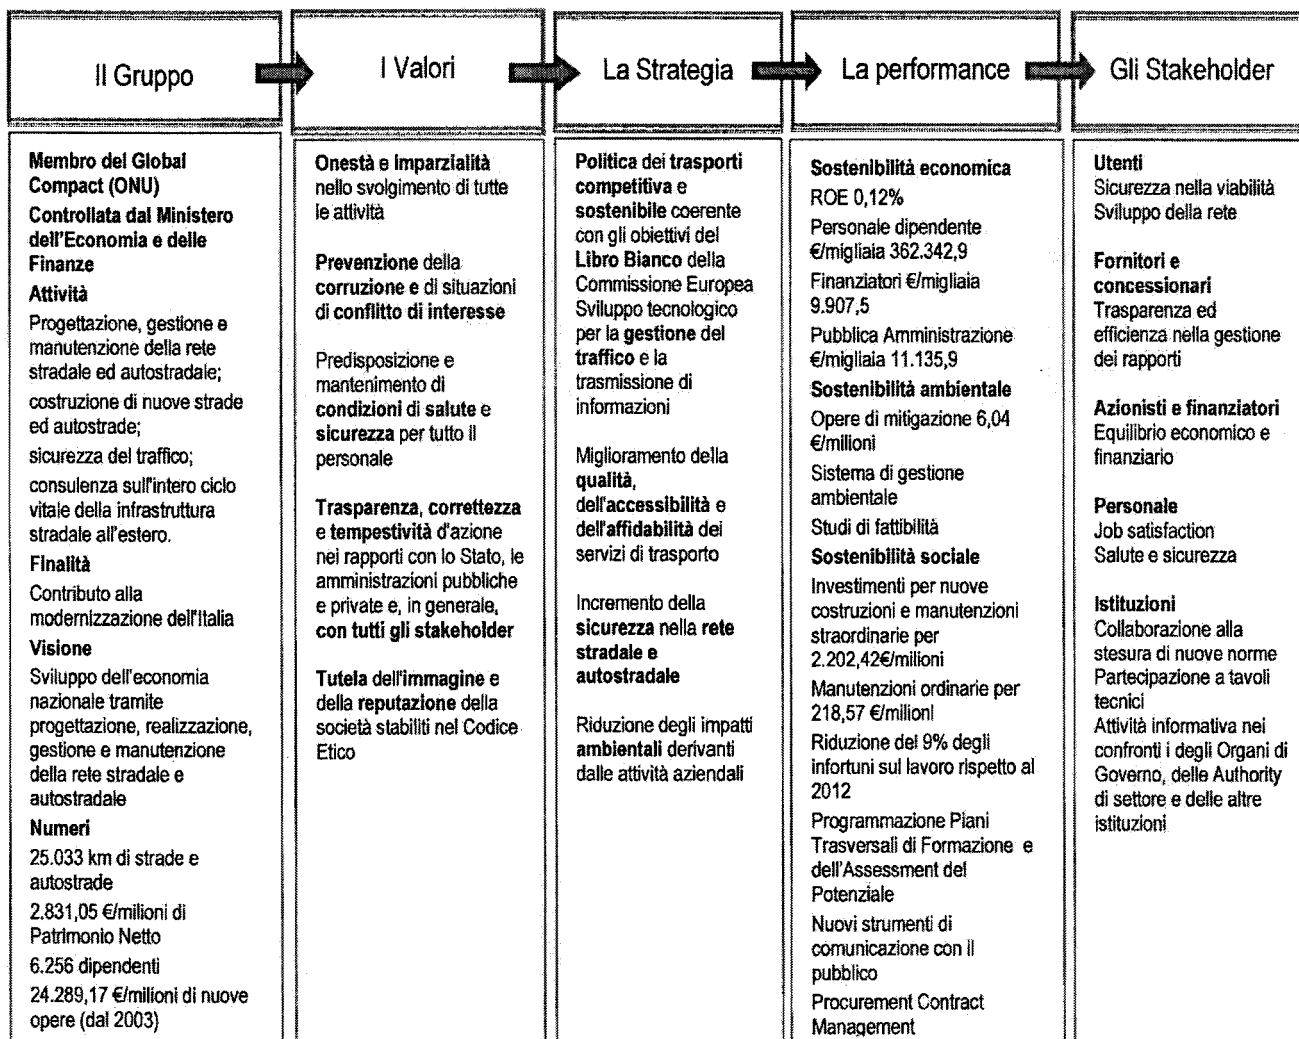 Il Gruppo
I Valori
La Strategia
La performance
Gli Stakeholder
Membro del Global
Compact (ONU)
Controllata dal Ministero
dell'Economia e delle
Finanze
Attività
Progettazione, gestione e
manutenzione della rete
stradale ed autostradale;
costruzione di nuove strade
ed autostrade;
sicurezza del traffico;
consulenza sull'intero ciclo
vitale della infrastruttura
stradale all'estero.
Finalità
Contributo alla
modernizzazione dell'Italia
Visione
Sviluppo dell'economia
nazionale tramite
progettazione, realizzazione,
gestione e manutenzione
della rete stradale e
autostradale
Numeri
25.033 km di strade e
autostrade
2.831,05 €/milioni di
Patrimonio Netto
6.256 dipendenti
24.289,17 €/milioni di nuove
opere (dal 2003)
Onestà e imparzialità
nello svolgimento di tutte
le attività
Prevenzione della
corruzione e di situazioni
di conflitto di interesse
Predisposizione e
mantenimento di
condizioni di salute e
sicurezza per tutto il
personale
Trasparenza, correttezza
e tempestività d'azione
nei rapporti con lo Stato, le
amministrazioni pubbliche
e private e, in generale,
con tutti gli stakeholder
Tutela dell'immagine e
della reputazione della
società stabiliti nel Codice
Etico
Politica dei trasporti
competitiva e
sostenibile coerente
con gli obiettivi del
Libro Bianco della
Commissione Europea
Sviluppo tecnologico
per la gestione del
traffico e la
trasmissione di
informazioni
Miglioramento della
qualità,
dell'accessibilità e
dell'affidabilità dei
servizi di trasporto
Incremento della
sicurezza nella rete
stradale e
autostradale
Riduzione degli impatti
ambientali derivanti
dalle attività aziendali
Sostenibilità economica
ROE 0,12%
Personale dipendente
€/migliaia 362.342,9
Finanziatori €/migliaia
9.907,5
Pubblica Amministrazione
€/migliaia 11.135,9
Sostenibilità ambientale
Opere di mitigazione 6,04
€/milioni
Sistema di gestione
ambientale
Studi di fattibilità
Sostenibilità sociale
Investimenti per nuove
costruzioni e manutenzioni
straordinarie per
2.202,42€/milioni
Manutenzioni ordinarie per
218,57 €/milioni
Riduzione del 9% degli
infortuni sul lavoro rispetto al
2012
Programmazione Piani
Trasversali di Formazione e
dell'Assessment del
Potenziale
Nuovi strumenti di
comunicazione con il
pubblico
Procurement Contract
Management
Utenti
Sicurezza nella viabilità
Sviluppo della rete
Fornitori e
concessionari
Trasparenza ed
efficienza nella gestione
dei rapporti
Azionisti e finanziatori
Equilibrio economico e
finanziario
Personale
Job satisfaction
Salute e sicurezza
Istituzioni
Collaborazione alla
stesura di nuove norme
Partecipazione a tavoli
tecnici
Attività informativa nei
confronti i degli Organi di
Governo, delle Authority
di settore e delle altre
istituzioni